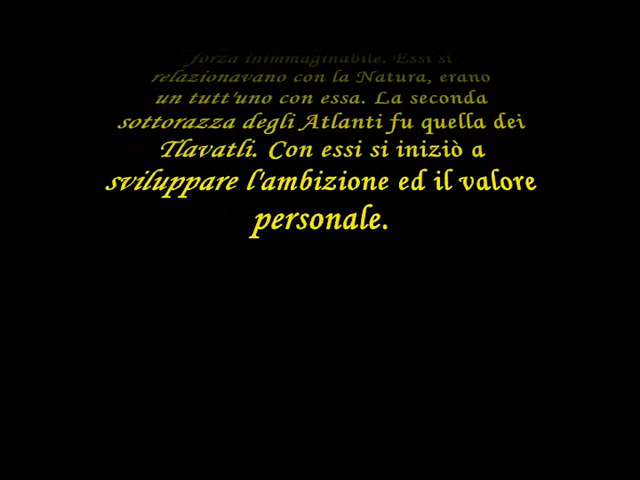 forza inimmaginabile. Essi si
relazionavano con la Natura, erano
un tutt'uno con essa. La seconda
sottorazza degli Atlanti fu quella dei
Tlavatli. Con essi si iniziò a
sviluppare l'ambizione ed il valore
personale.